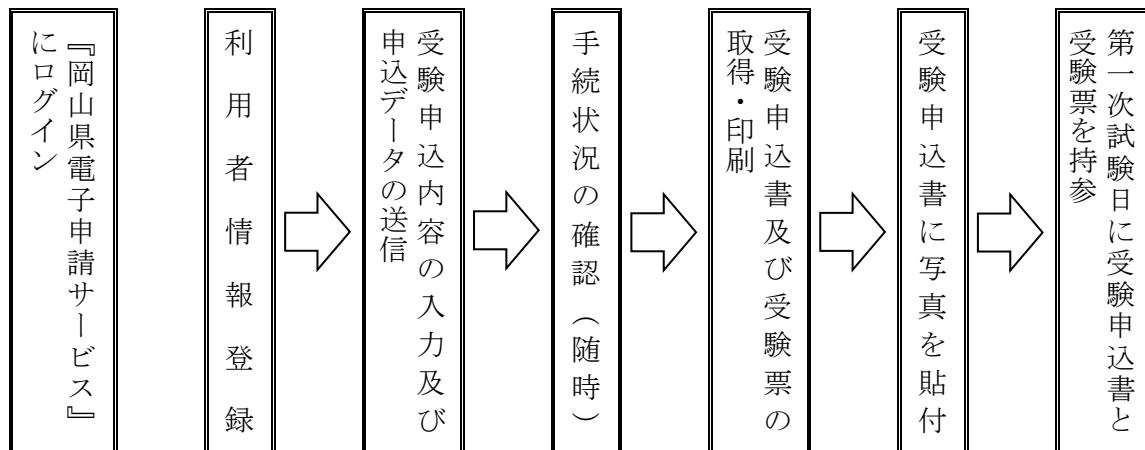 『岡山県電子申請サービス』
にログイン
利用者情報登録
受験申込内容の入力及び
申込データの送信
手続状況の確認（随時）
受験申込書及び受験票の
取得・印刷
受験申込書に写真を貼付
第一次試験日に受験申込書と
受験票を持参